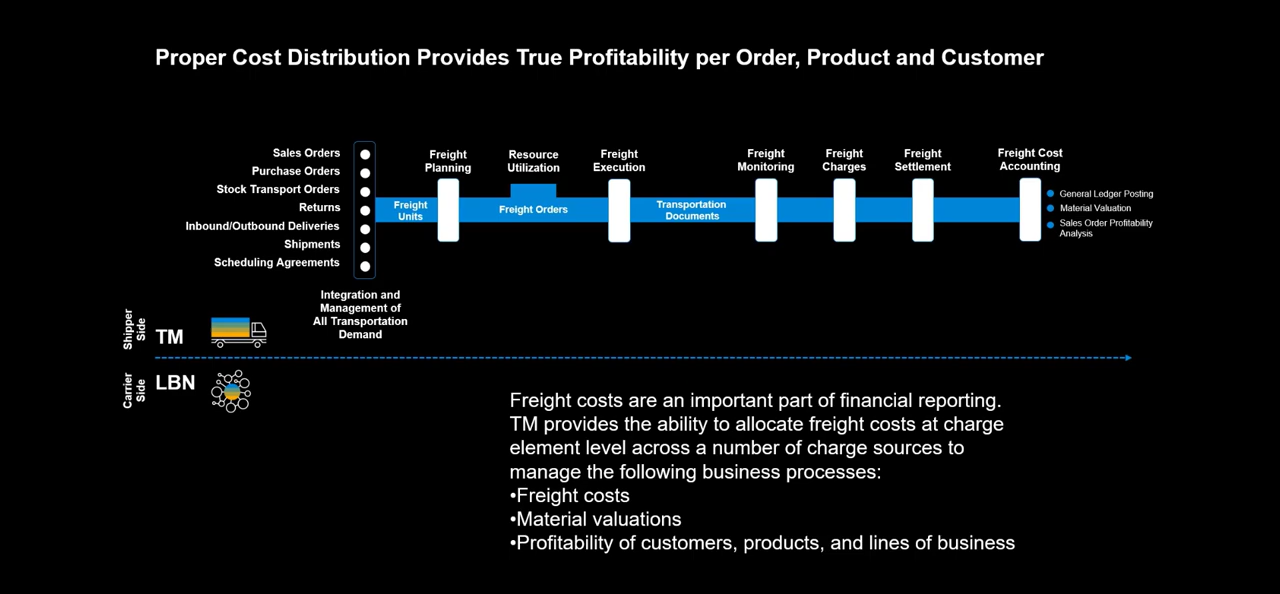 Proper Cost Distribution Provides True Profitability per Order, Product and Customer
Sales Orders
Purchase Orders
Stock Transport Orders
Returns
Inbound/Outbound Deliveries
Shipments
Scheduling Agreements
Integration and
Management of
All Transportation
Demand
Freight
Units
Freight
Planning
Resource
Utilization
Freight Orders
Freight
Execution
Transportation
Documents
Freight
Monitoring
Freight
Charges
Freight
Settlement
Freight Cost
Accounting
General Ledger Posting
Material Valuation
Sales Order Profitability
Analysis
Shipper
Side
TM
Carrier
Side
LBN
Freight costs are an important part of financial reporting.
TM provides the ability to allocate freight costs at charge
element level across a number of charge sources to
manage the following business processes:
•Freight costs
•Material valuations
•Profitability of customers, products, and lines of business